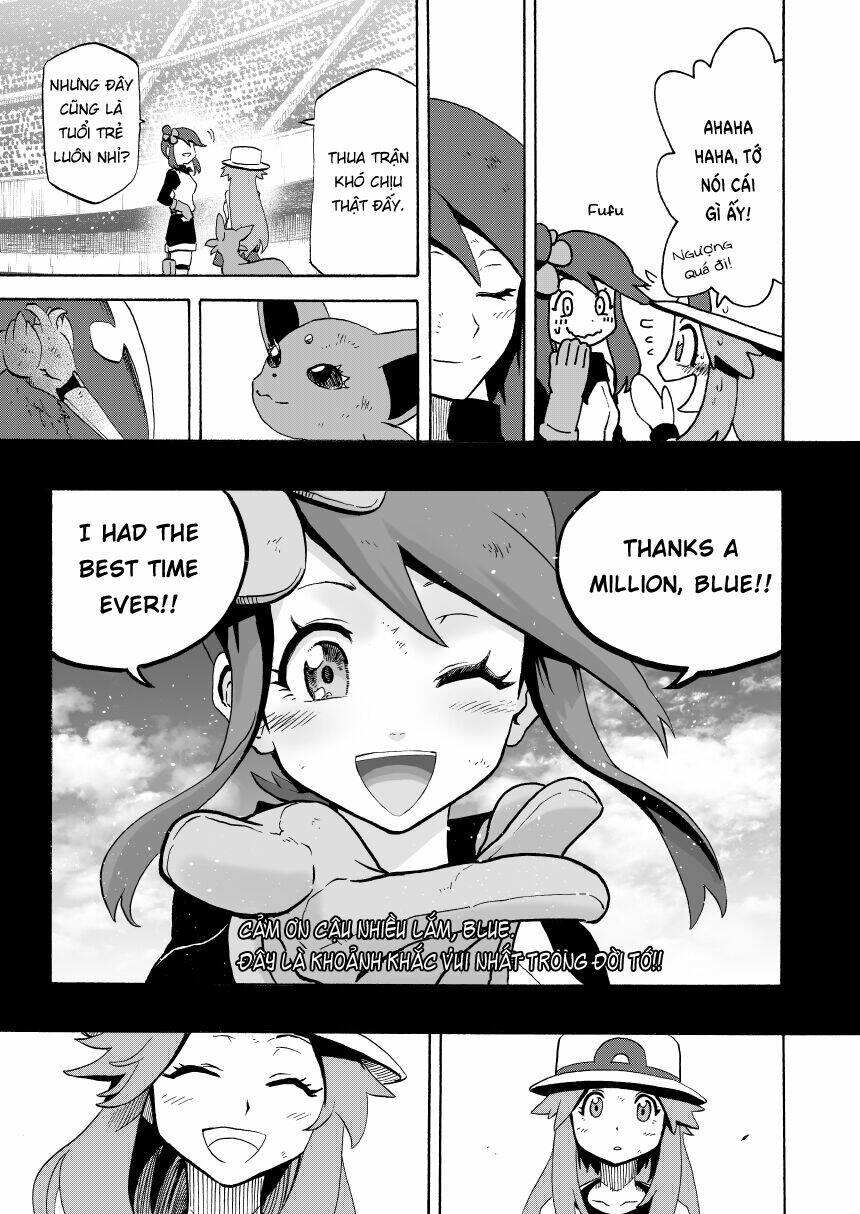 AHAHA
HAHA, TỚ
NÓI CÁI
GÌ ẤY!
NGƯỢNG
QUÁ ĐI!
Fufu
THUA TRẬN
KHÓ CHỊU
THẬT ĐẤY.
NHƯNG ĐÂY
CŨNG LÀ
TUỔI TRẺ
LUÔN NHỈ?
THANKS A
MILLION, BLUE!!
I HAD THE
BEST TIME
EVER!!
CẢM ƠN CẬU NHIỀU LẮM, BLUE.
ĐÂY LÀ KHOẢNH KHẮC VUI NHẤT TRONG ĐỜI TỚ!!